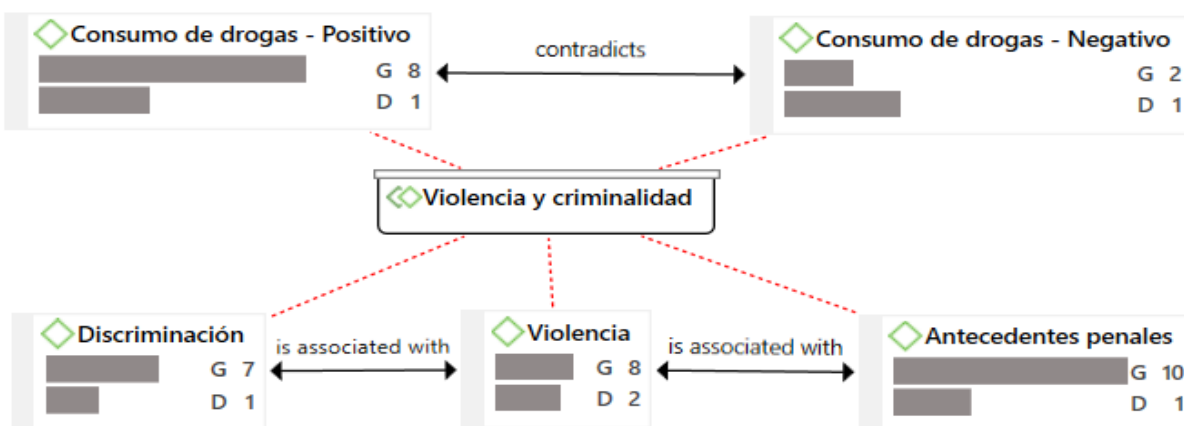 Consumo de drogas - Positivo
G 8
D 1
contradicts
Consumo de drogas - Negativo
G 2
D 1
Violencia y criminalidad
Discriminación
G 7
D 1
is associated with
Violencia
G 8
D 2
is associated with
Antecedentes penales
G 10
D 1